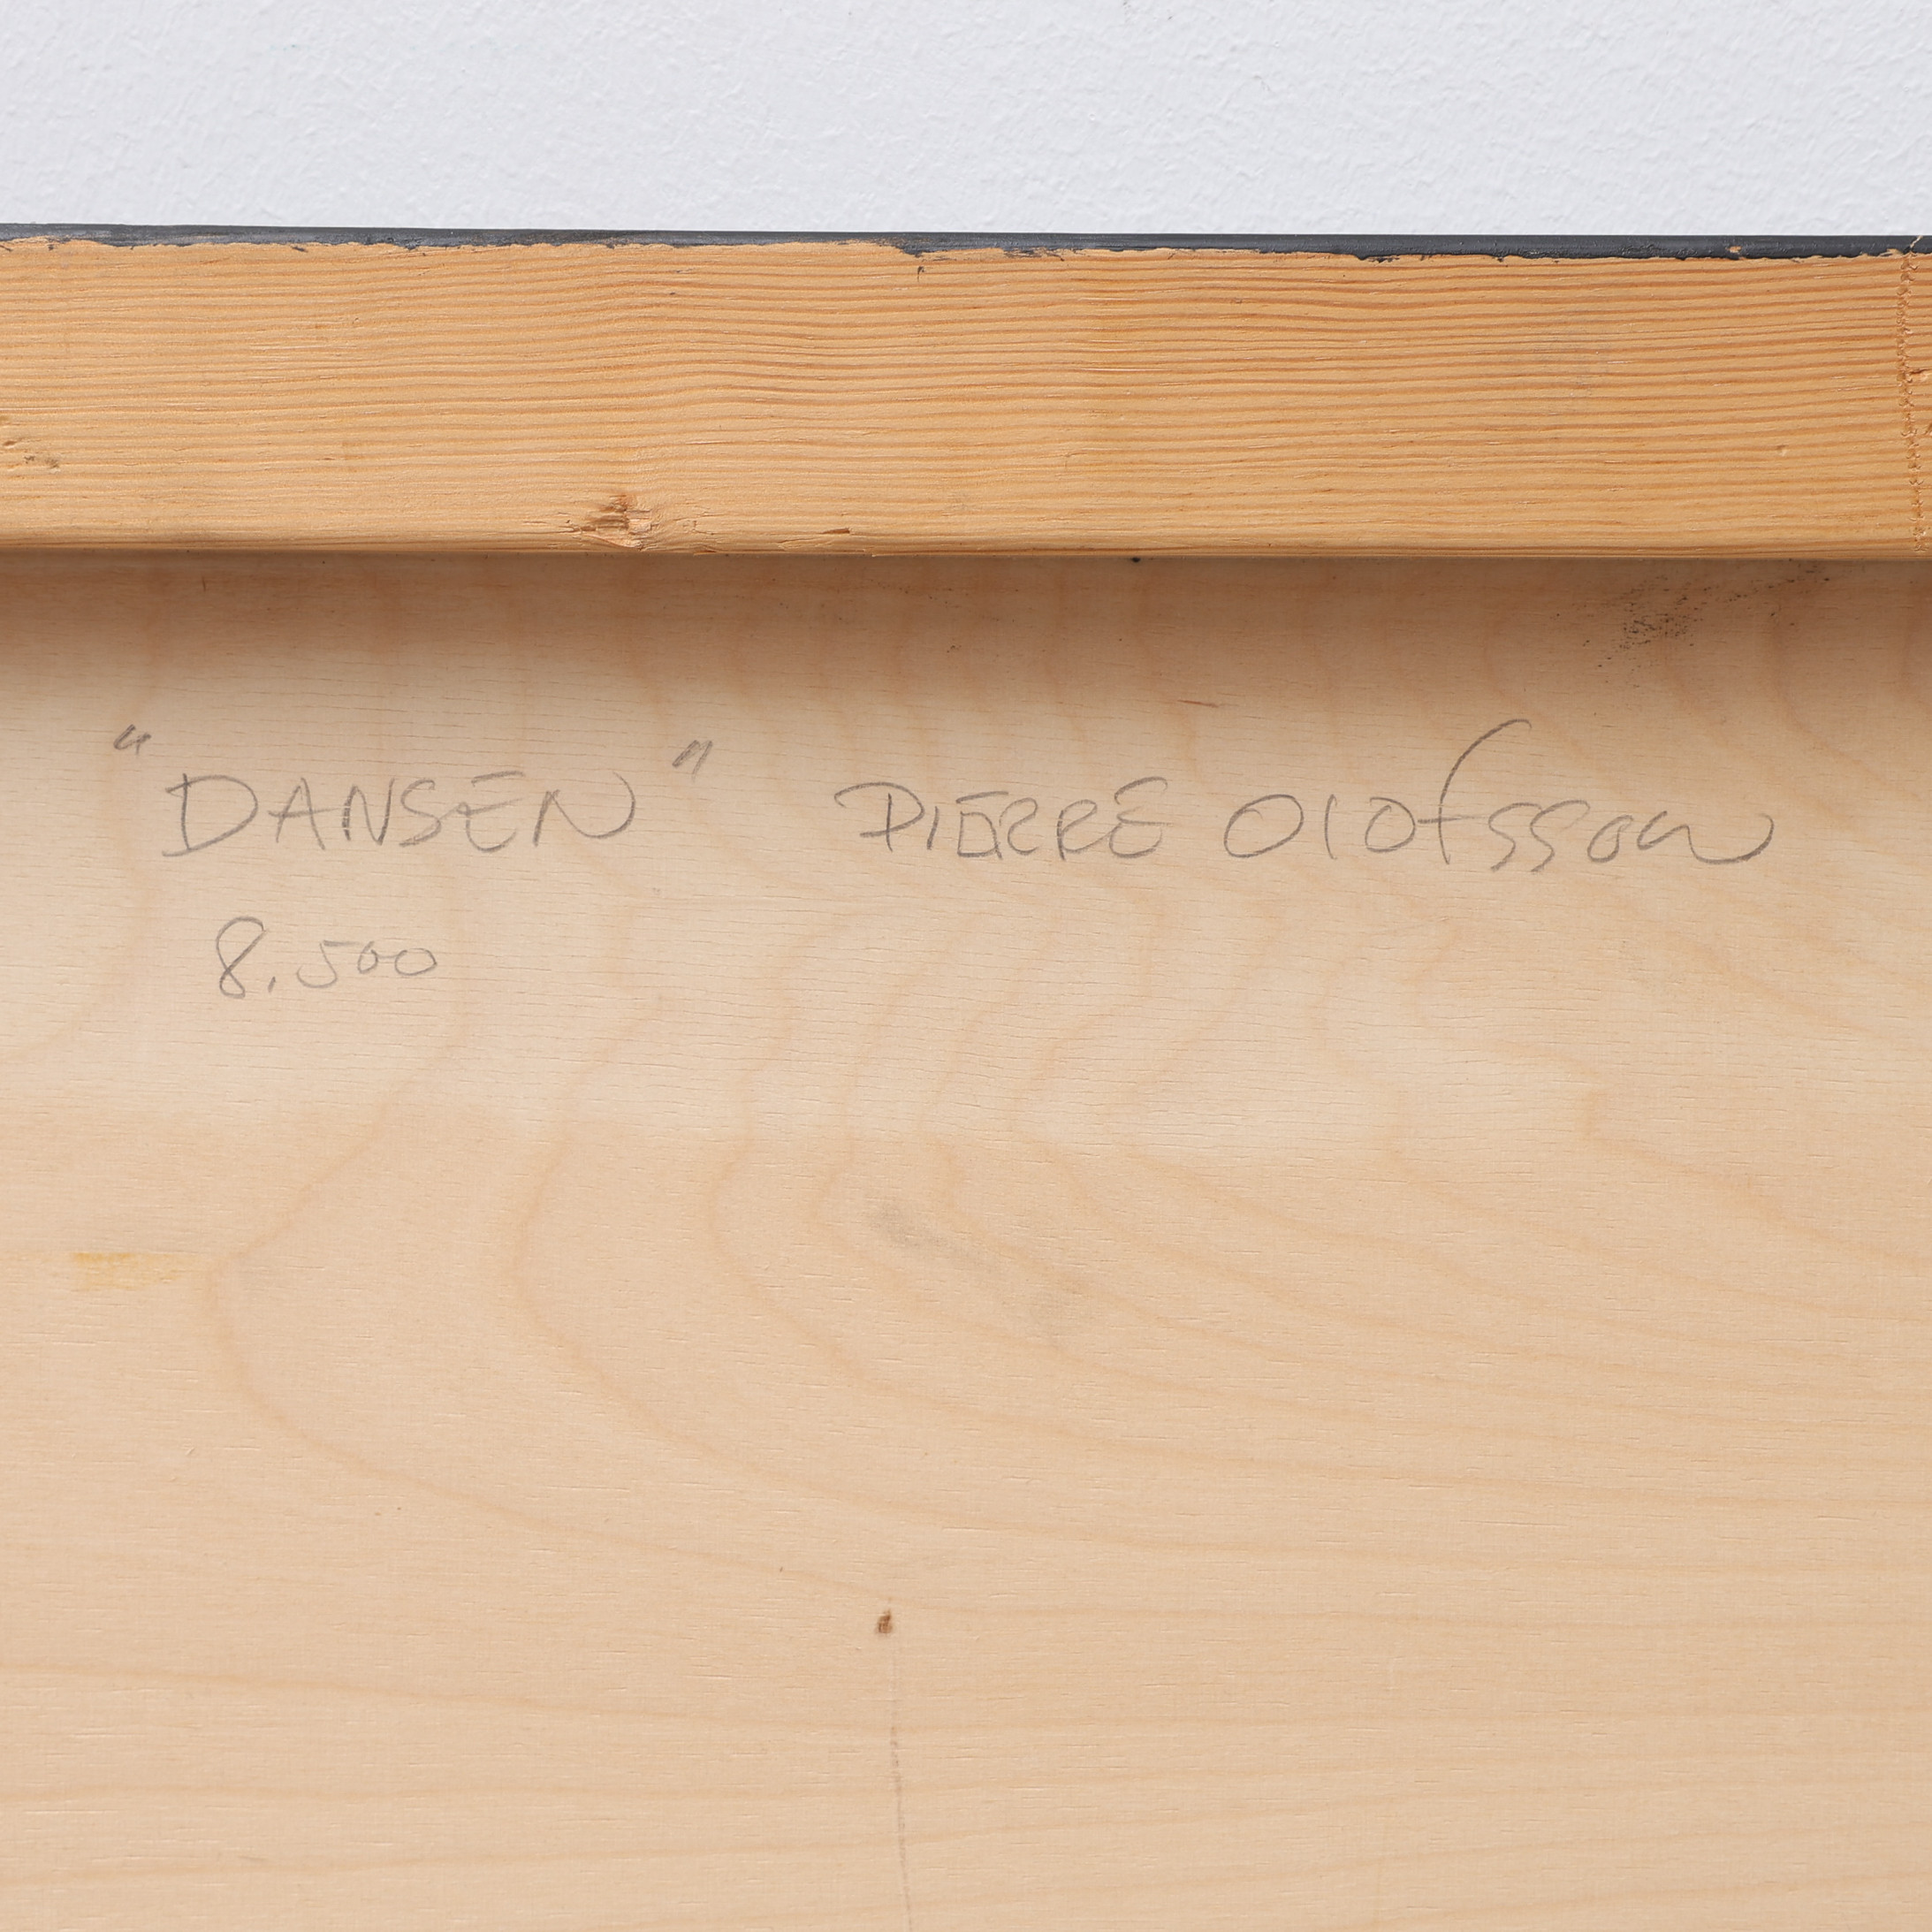 "DANSEN" PIERRE Olofsson
8.500